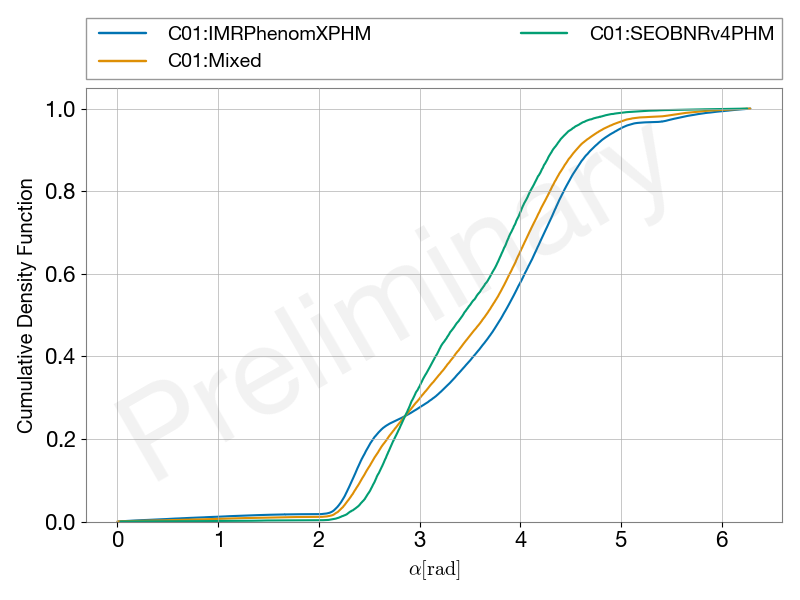 C01:IMRPhenomXPHM
C01:Mixed
C01:SEOBNRv4PHM
Cumulative Density Function
1.0
0.8
0.6
0.4
0.2
0.0
Preliminary
0 1 2 3 4 5 6
α[rad]